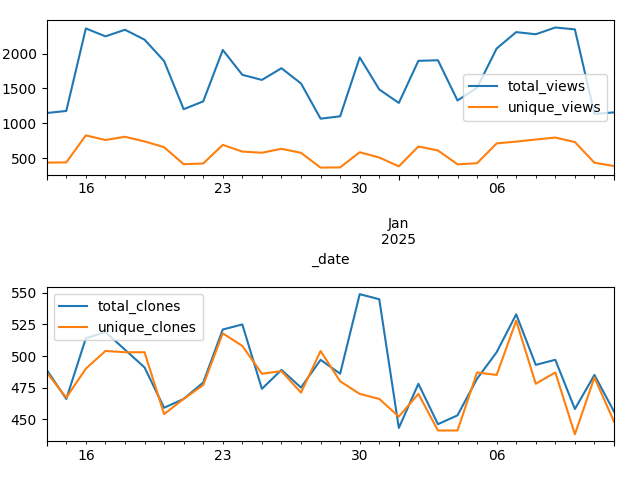 2000
1500
1000
500
total_views
unique_views
16 23 30 06
Jan
2025
_date
550
525
500
475
450
total_clones
unique_clones
16 23 30 06